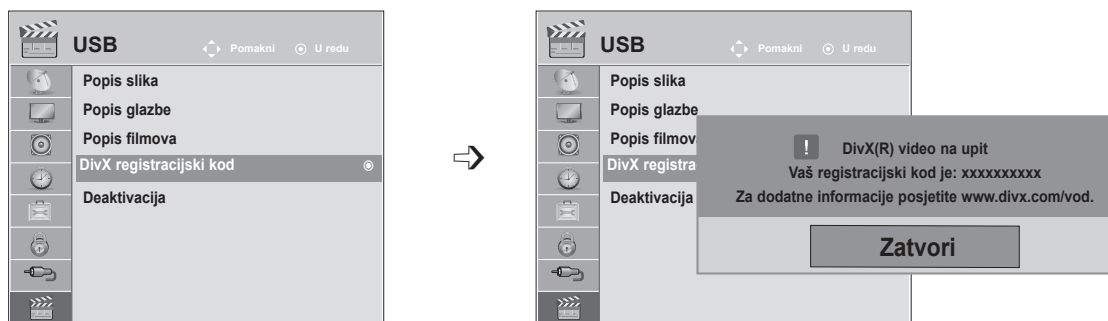 USB
Pomakni U redu
Popis slika
Popis glazbe
Popis filmova
DivX registracijski kod
Deaktivacija
USB
Pomakni U redu
Popis slika
Popis glazbe
Popis filmov
DivX registra
Deaktivacija
! DivX(R) video na upit
Vaš registracijski kod je: xxxxxxxxxx
Za dodatne informacije posjetite www.divx.com/vod.
Zatvori